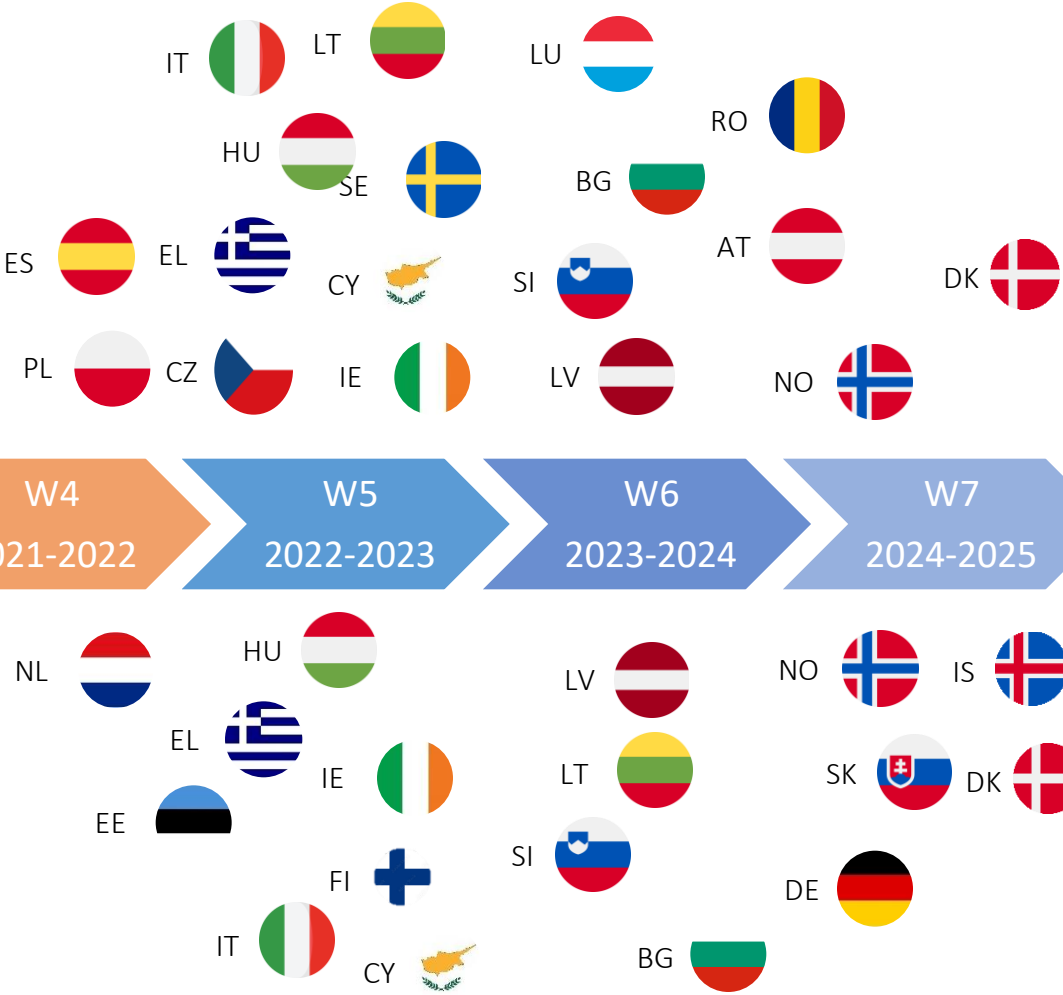 IT
LT
LU
RO
HU
SE
BG
ES
EL
CY
SI
AT
DK
PL
CZ
IE
LV
NO
W4
021-2022
W5
2022-2023
W6
2023-2024
W7
2024-2025
NL
HU
LV
NO
IS
EL
IE
LT
SK
DK
EE
FI
SI
DE
IT
CY
BG